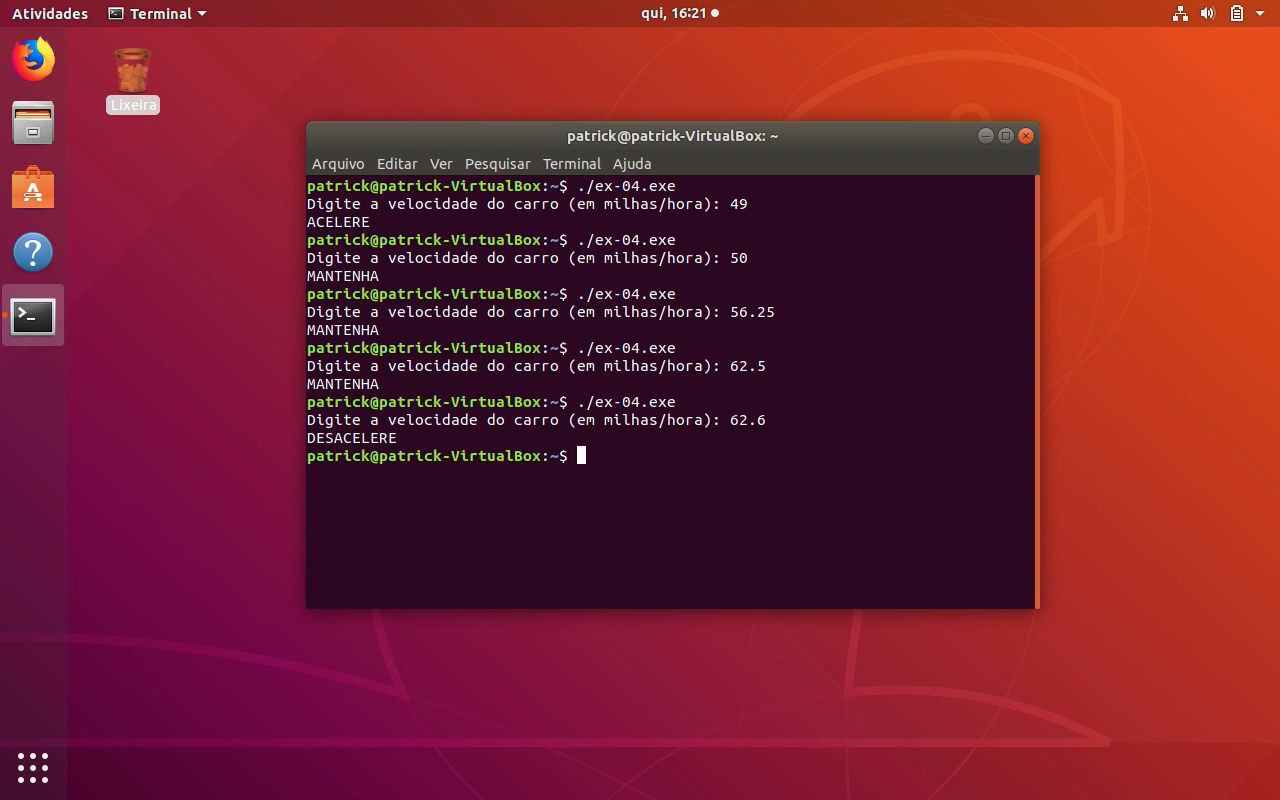 Atividades Terminal qui, 16:21
Lixeira
patrick@patrick-VirtualBox: ~
Arquivo Editar Ver Pesquisar Terminal Ajuda
patrick@patrick-VirtualBox:~$ ./ex-04.exe
Digite a velocidade do carro (em milhas/hora): 49
ACELERE
patrick@patrick-VirtualBox:~$ ./ex-04.exe
Digite a velocidade do carro (em milhas/hora): 50
MANTENHA
patrick@patrick-VirtualBox:~$ ./ex-04.exe
Digite a velocidade do carro (em milhas/hora): 56.25
MANTENHA
patrick@patrick-VirtualBox:~$ ./ex-04.exe
Digite a velocidade do carro (em milhas/hora): 62.5
MANTENHA
patrick@patrick-VirtualBox:~$ ./ex-04.exe
Digite a velocidade do carro (em milhas/hora): 62.6
DESACELERE
patrick@patrick-VirtualBox:~$